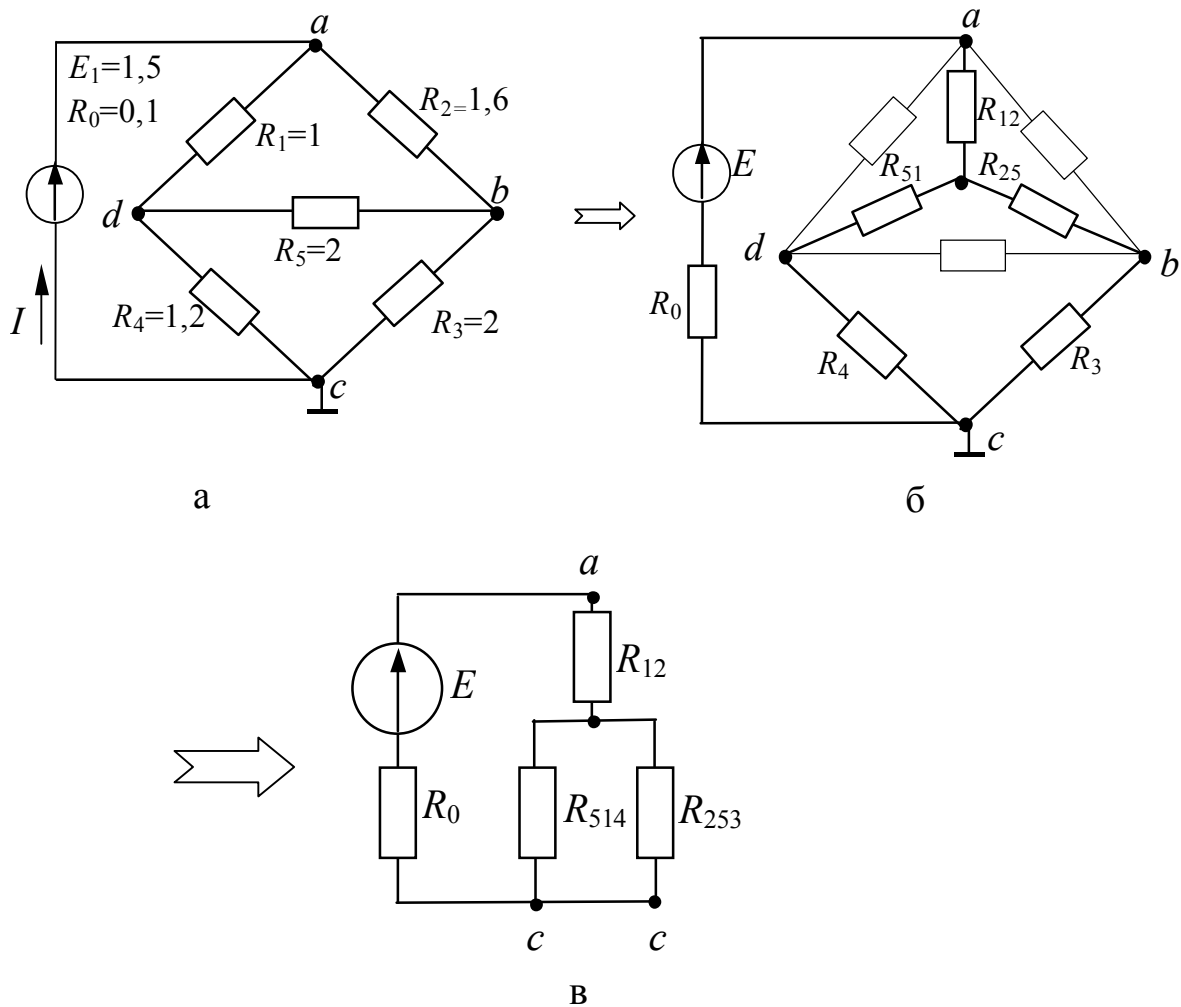 a
E₁=1,5
R₀=0,1
R₁=1
R₂₌1,6
d
b
R₅=2
R₄=1,2
R₃=2
I
c
а
a
R₁₂
E
R₅₁
R₂₅
d
b
R₀
R₄
R₃
c
б
a
R₁₂
E
R₀
R₅₁₄
R₂₅₃
c
c
в